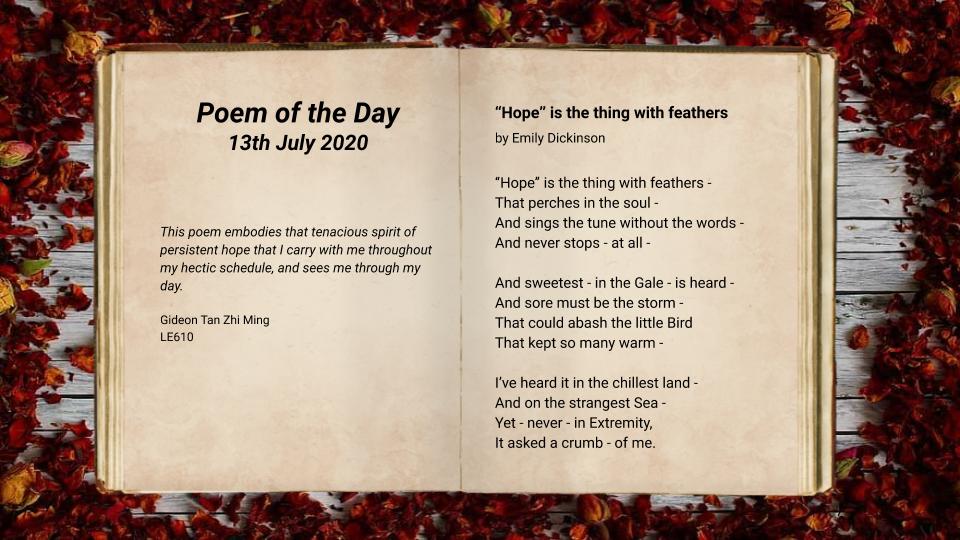 Poem of the Day
13th July 2020
This poem embodies that tenacious spirit of
persistent hope that I carry with me throughout
my hectic schedule, and sees me through my
day.
Gideon Tan Zhi Ming
LE610
“Hope” is the thing with feathers
by Emily Dickinson
“Hope” is the thing with feathers -
That perches in the soul -
And sings the tune without the words -
And never stops - at all -
And sweetest - in the Gale - is heard -
And sore must be the storm -
That could abash the little Bird
That kept so many warm -
I’ve heard it in the chillest land -
And on the strangest Sea -
Yet - never - in Extremity,
It asked a crumb - of me.